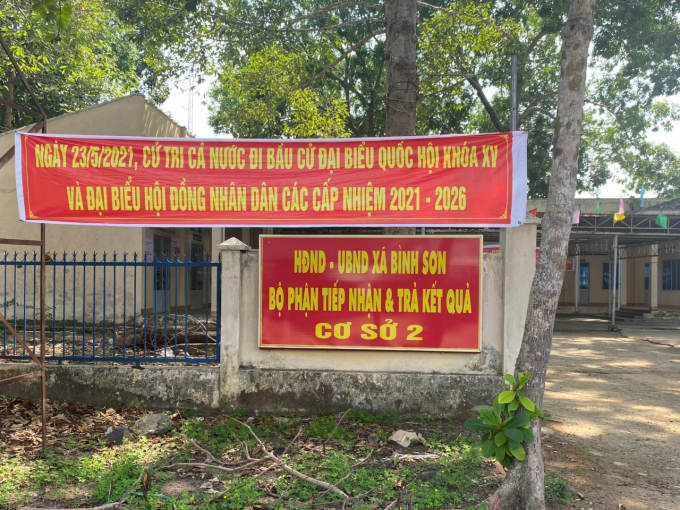 NGÀY 23/5/2021, CỬ TRI CẢ NƯỚC ĐI BẦU CỬ ĐẠI BIỂU QUỐC HỘI KHÓA XV
VÀ ĐẠI BIỂU HỘI ĐỒNG NHÂN DÂN CÁC CẤP NHIỆM 2021 - 2026
HĐND - UBND XÃ BÌNH SƠN
BỘ PHẬN TIẾP NHẬN & TRẢ KẾT QUẢ
CƠ SỞ 2